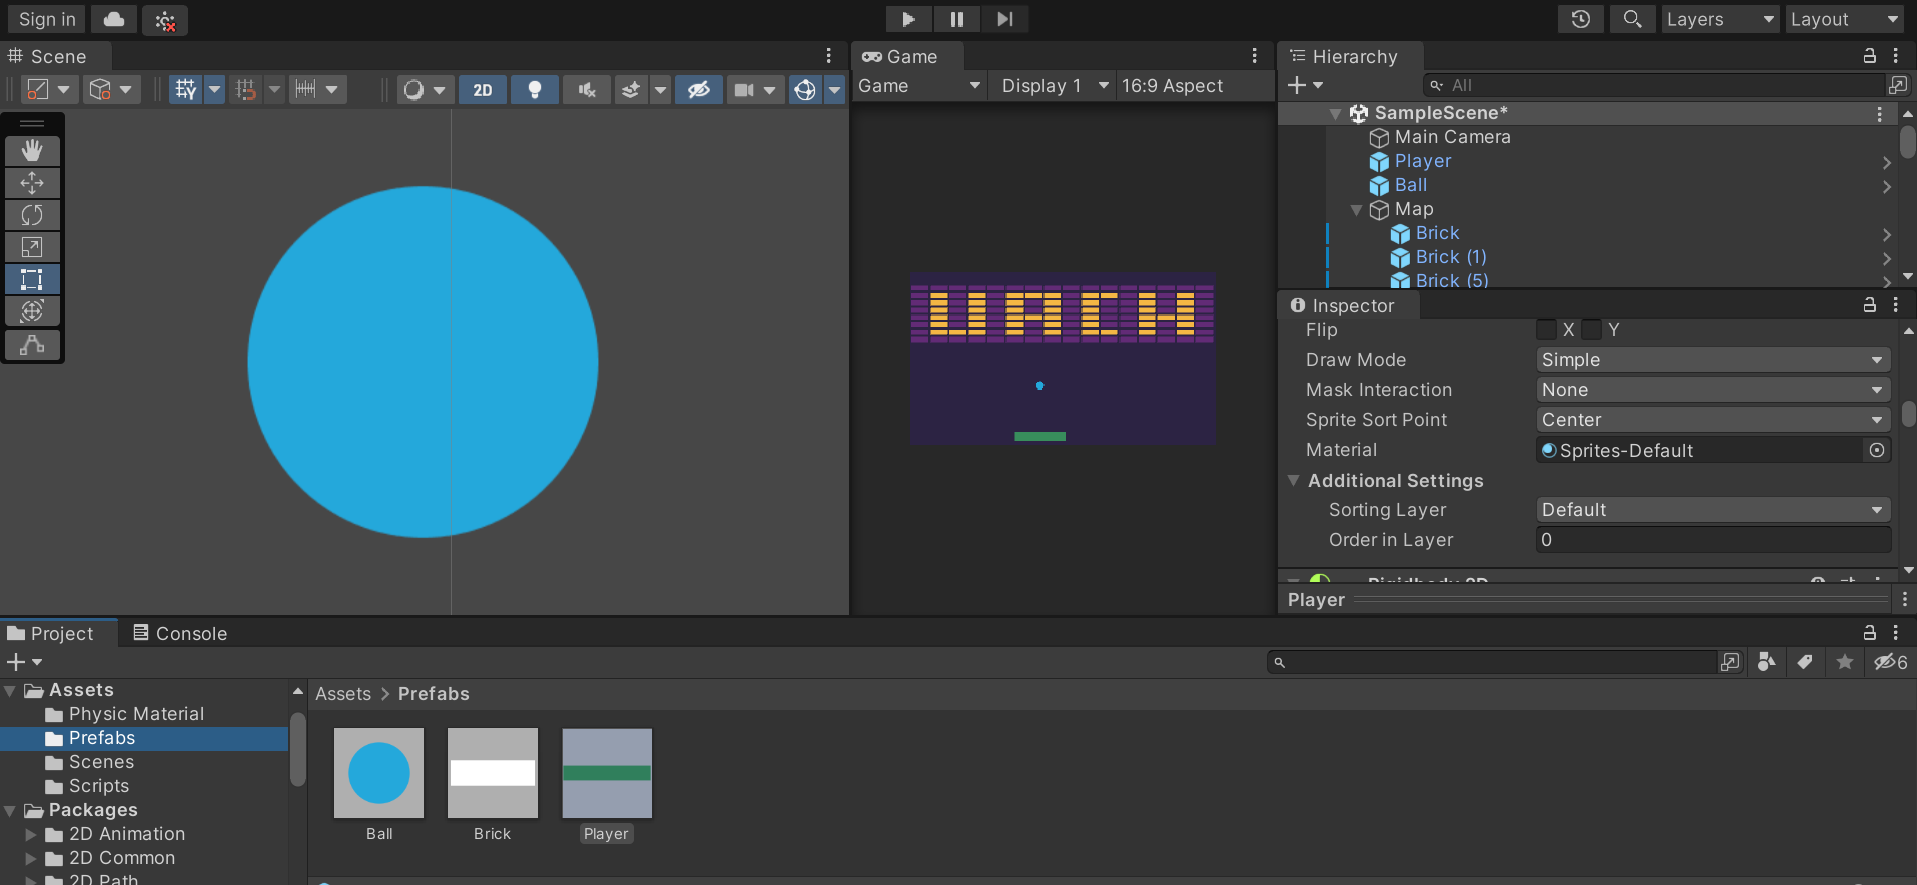 Sign in
Layers
Layout
Scene
2D
Game
Game
Display 1
16:9 Aspect
UACH
Hierarchy
All
SampleScene*
Main Camera
Player
Ball
Map
Brick
Brick (1)
Brick (5)
Inspector
Flip
X
Y
Draw Mode
Simple
Mask Interaction
None
Sprite Sort Point
Center
Material
Sprites-Default
Additional Settings
Sorting Layer
Default
Order in Layer
0
Rigidbody 2D
Player
Project
Console
6
Assets
Physic Material
Prefabs
Scenes
Scripts
Packages
2D Animation
2D Common
2D Path
Assets > Prefabs
Ball
Brick
Player